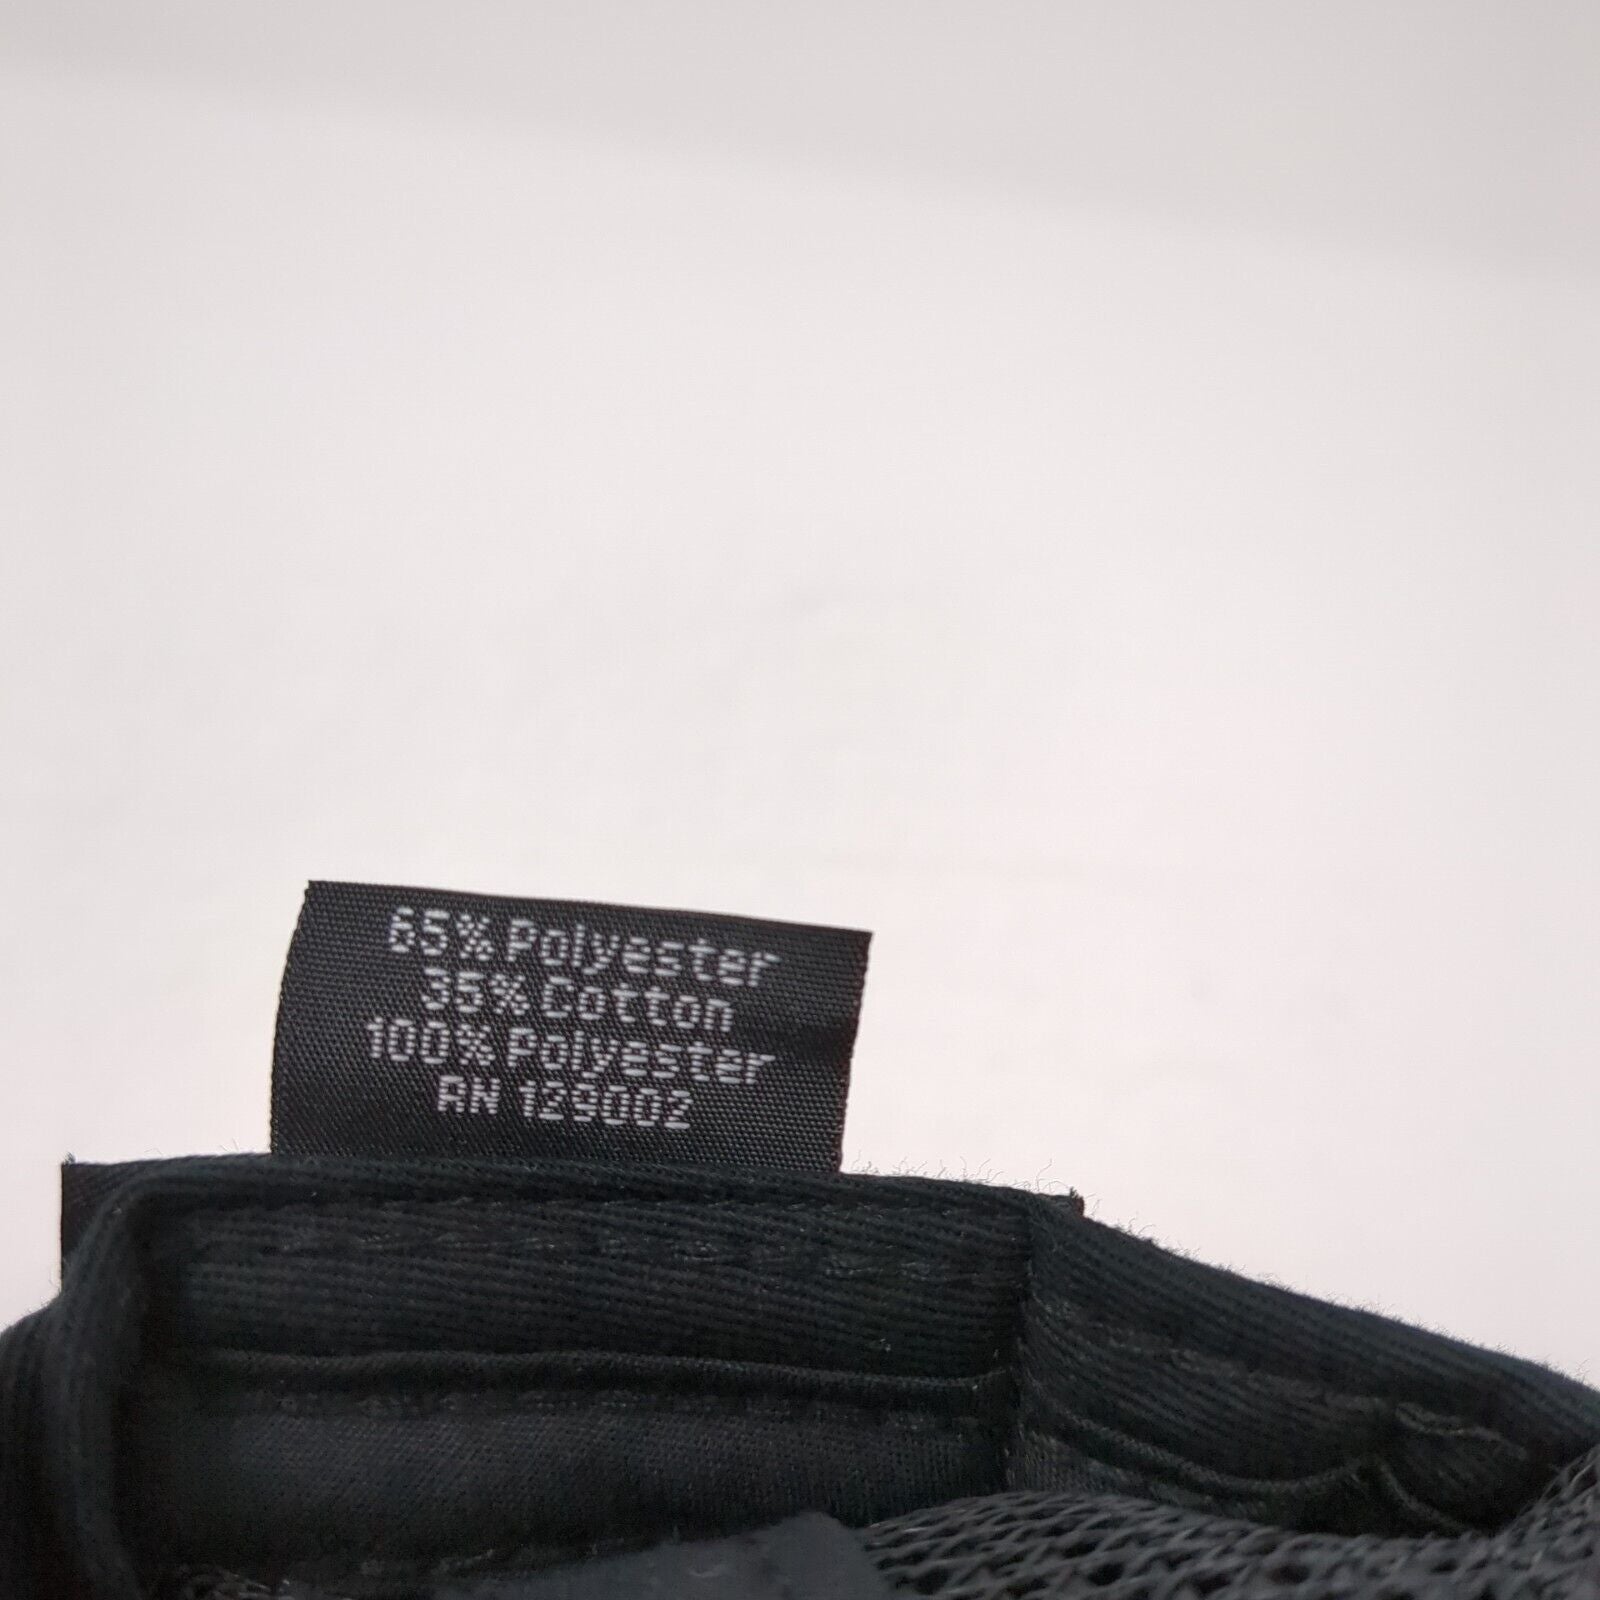 65% Polyester
35% Cotton
100% Polyester
RN 129002